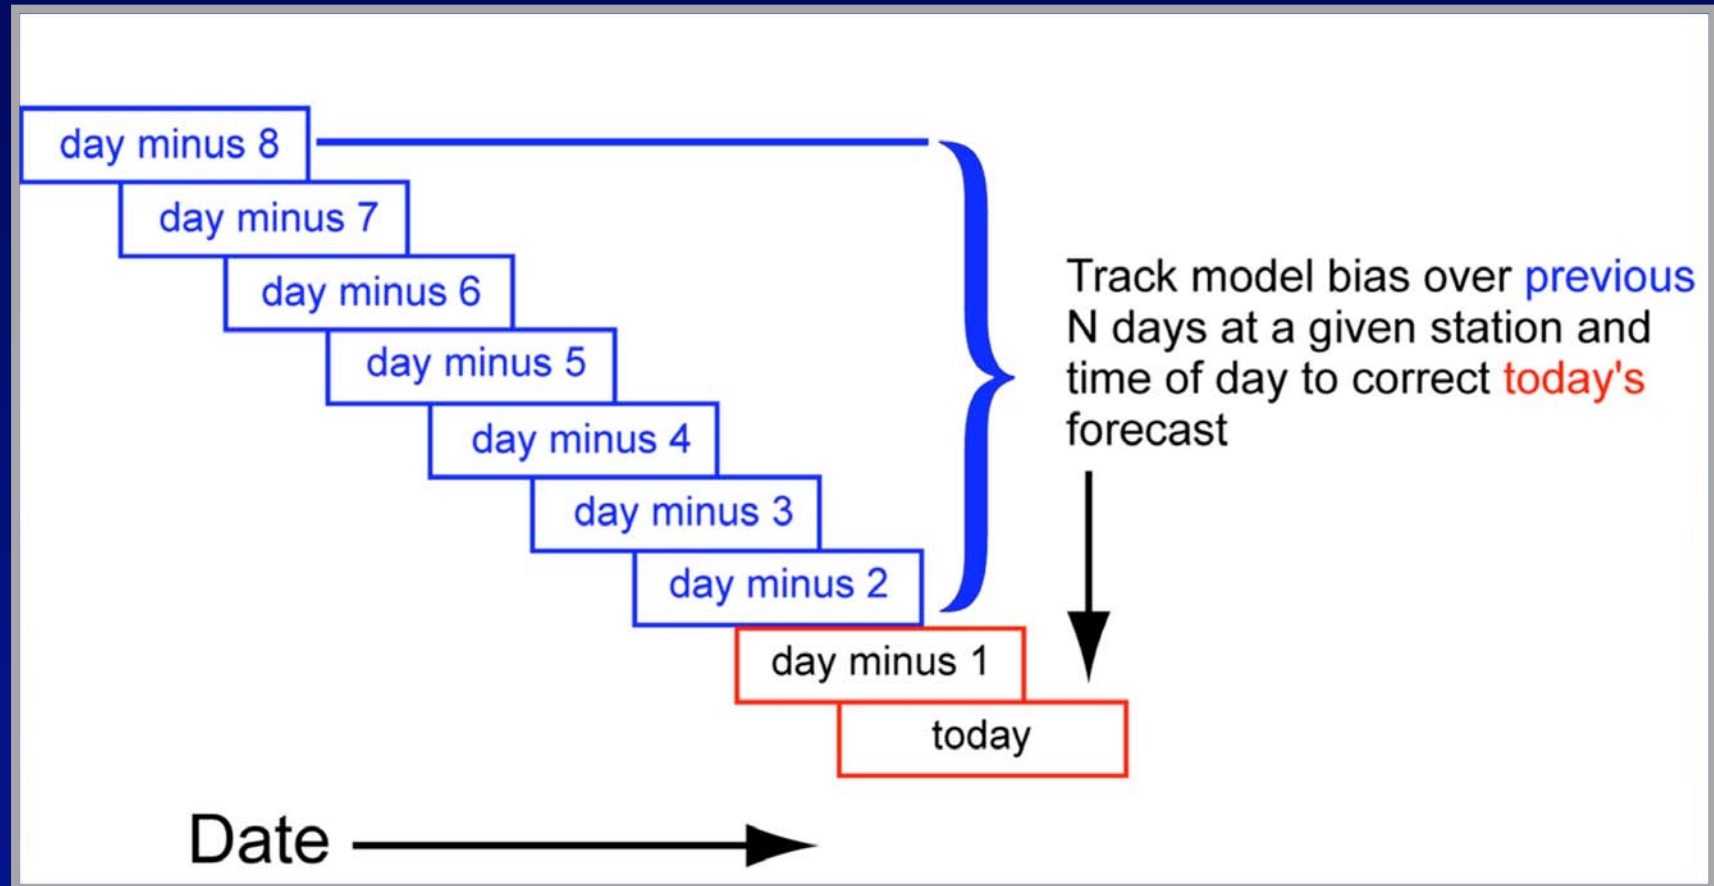 day minus 8
day minus 7
day minus 6
day minus 5
day minus 4
day minus 3
day minus 2
day minus 1
today
Track model bias over previous
N days at a given station and
time of day to correct today's
forecast
Date